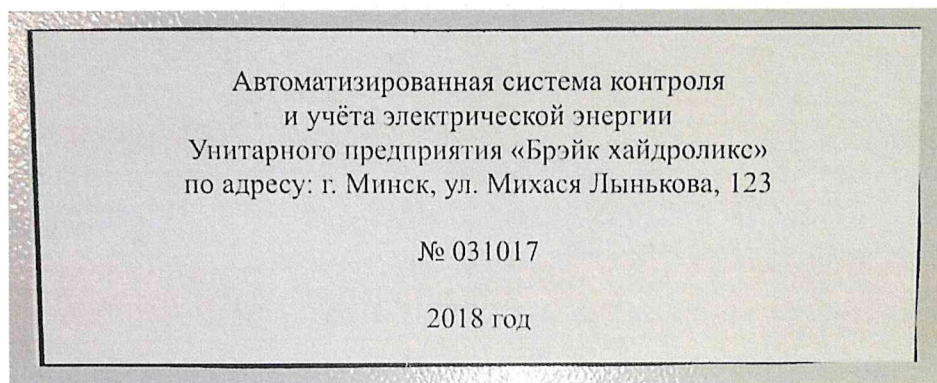 Автоматизированная система контроля
и учёта электрической энергии
Унитарного предприятия «Брэйк хайдроликс»
по адресу: г. Минск, ул. Михася Лынькова, 123
№ 031017
2018 год